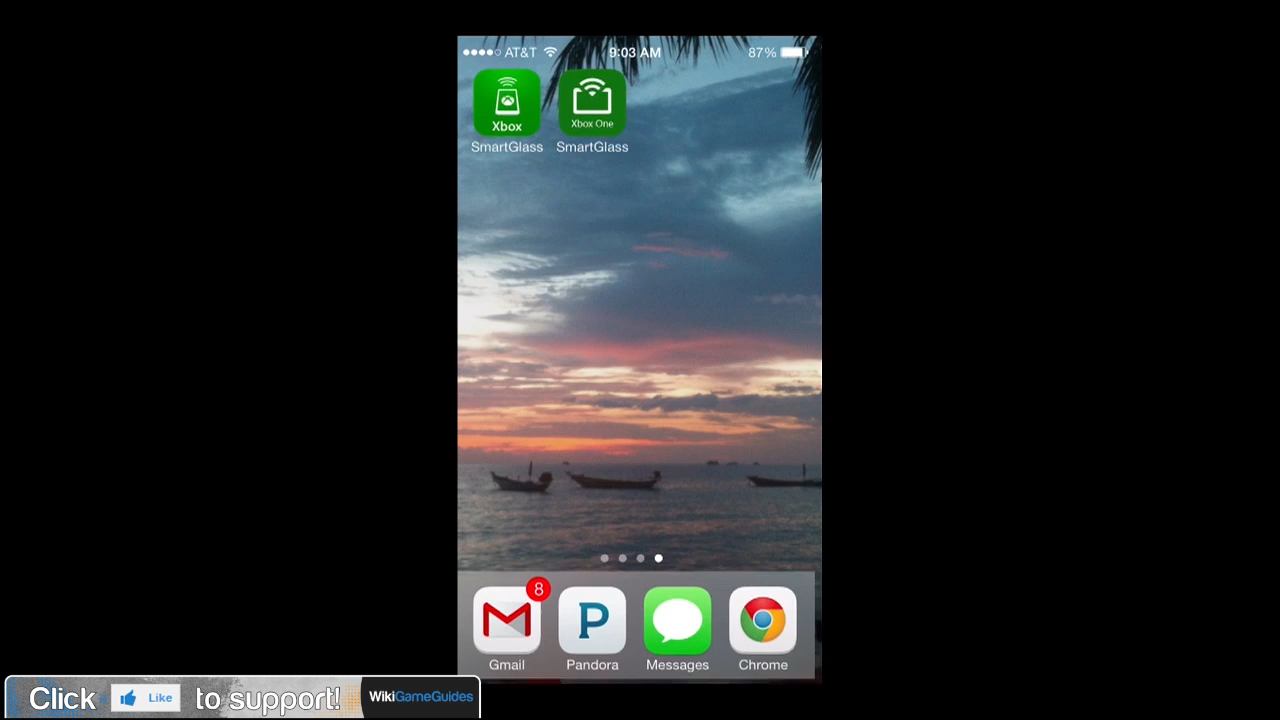 AT&T 9:03 AM 87%
Xbox Xbox One
SmartGlass SmartGlass
8
P
Gmail Pandora Messages Chrome
Click Like to support! WikiGameGuides